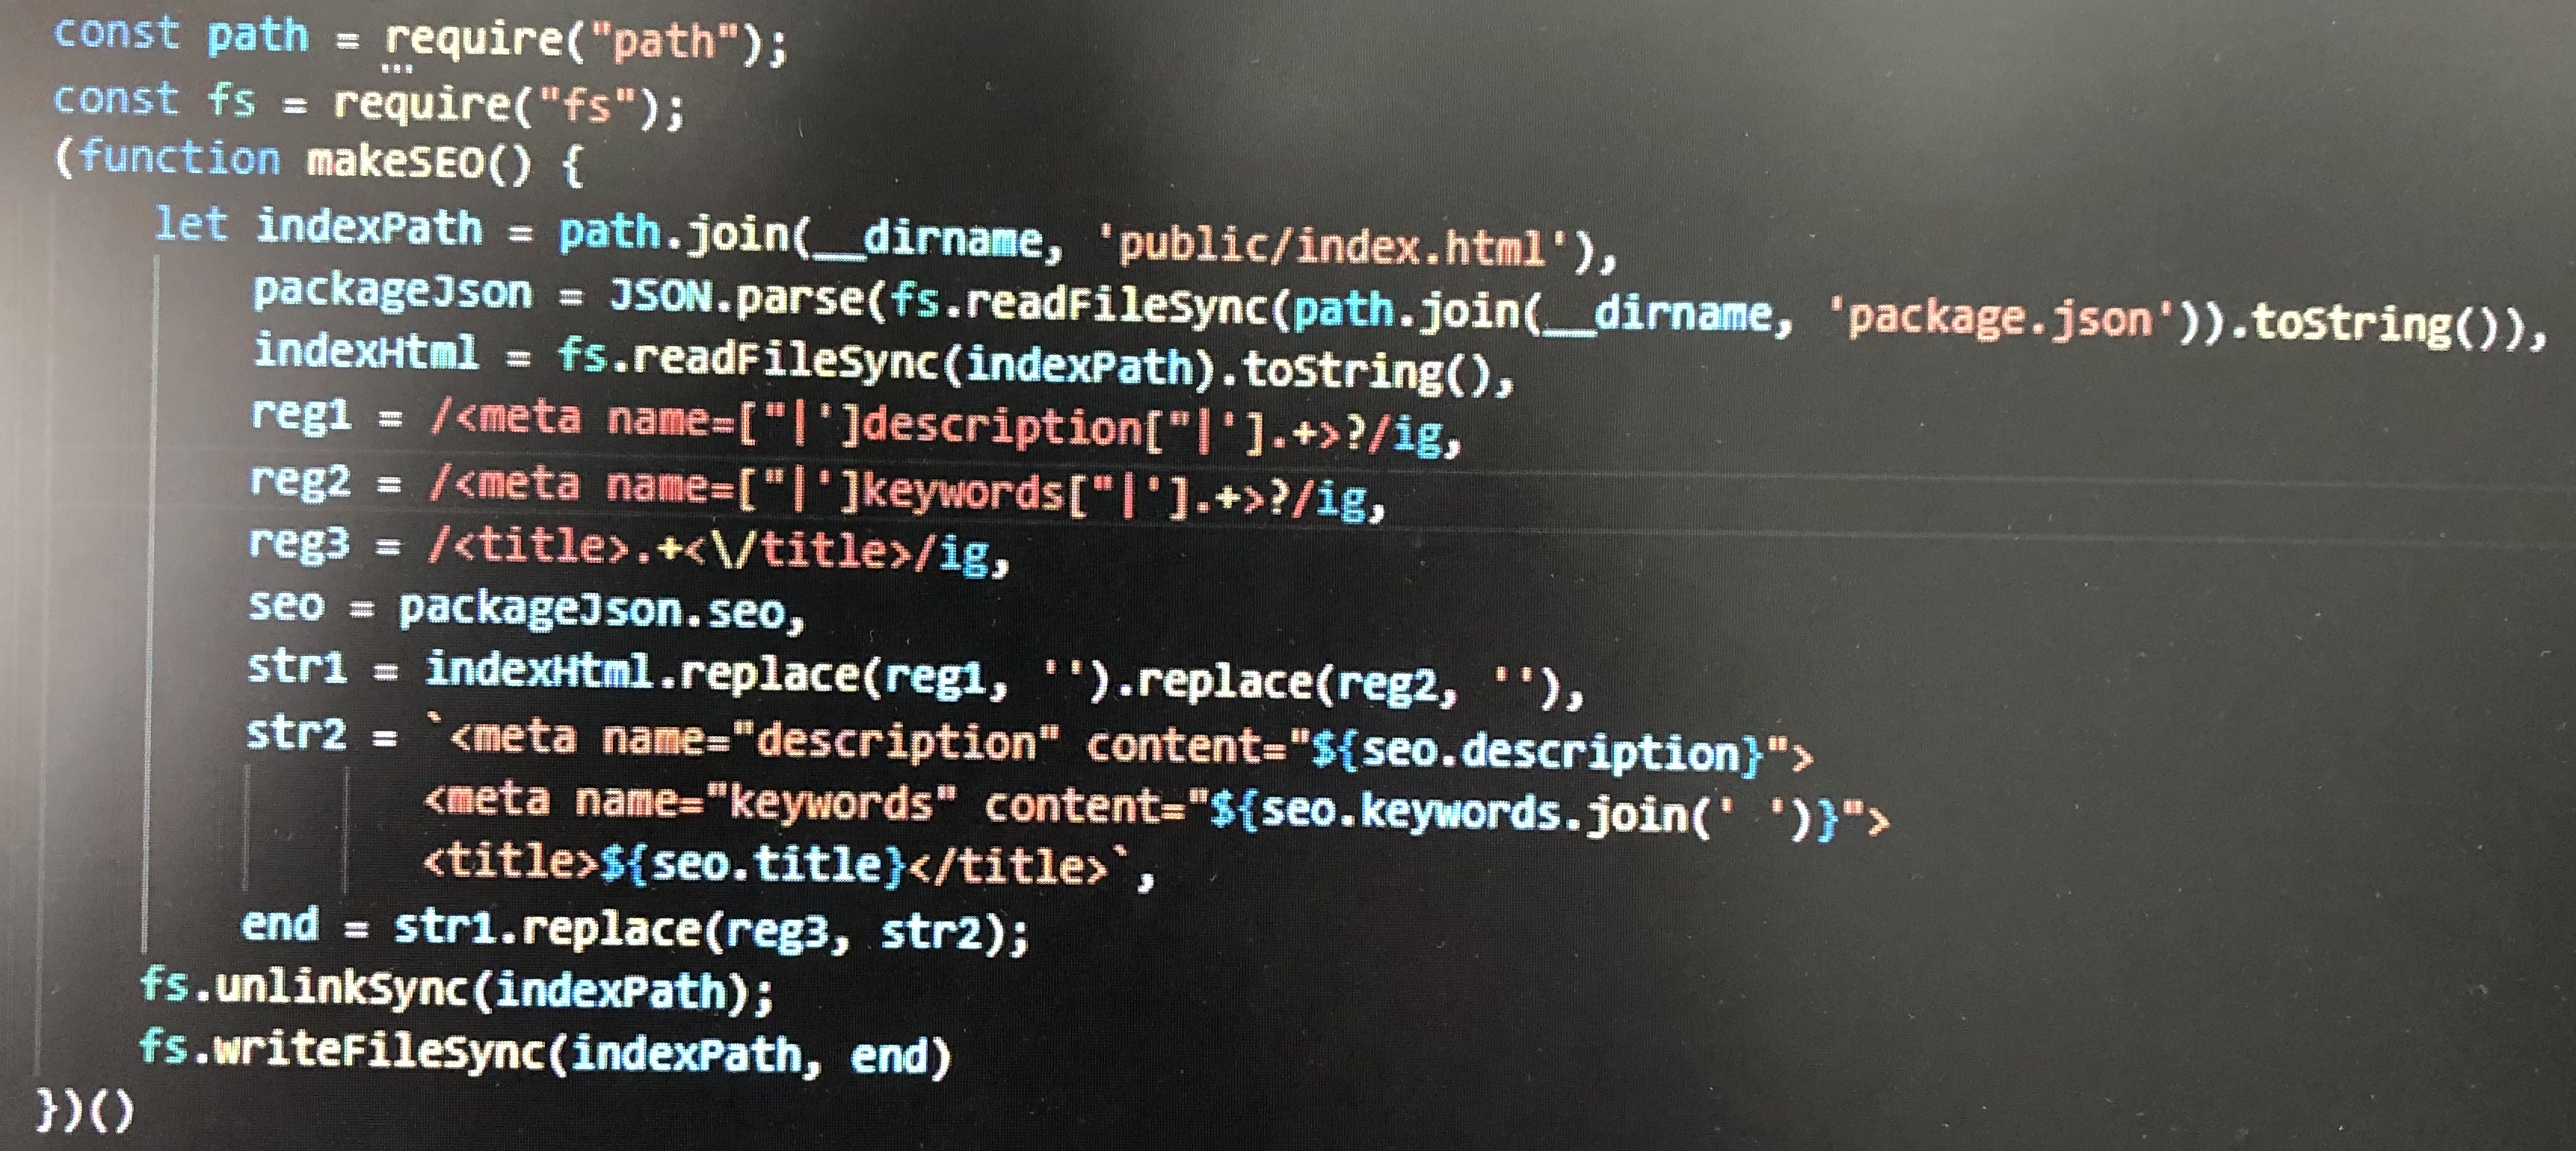 const path = require("path");
const fs = require("fs");
(function makeSEO() {
    let indexPath = path.join(__dirname, 'public/index.html'),
        packageJson = JSON.parse(fs.readFileSync(path.join(__dirname, 'package.json')).toString()),
        indexHtml = fs.readFileSync(indexPath).toString(),
        reg1 = /<meta name=["|']description["|'].+>?/ig,
        reg2 = /<meta name=["|']keywords["|'].+>?/ig,
        reg3 = /<title>.+<\/title>/ig,
        seo = packageJson.seo,
        str1 = indexHtml.replace(reg1, '').replace(reg2, ''),
        str2 = `<meta name="description" content="${seo.description}">
               <meta name="keywords" content="${seo.keywords.join(' ')}">
               <title>${seo.title}</title>`,
        end = str1.replace(reg3, str2);
    fs.unlinkSync(indexPath);
    fs.writeFileSync(indexPath, end)
})()